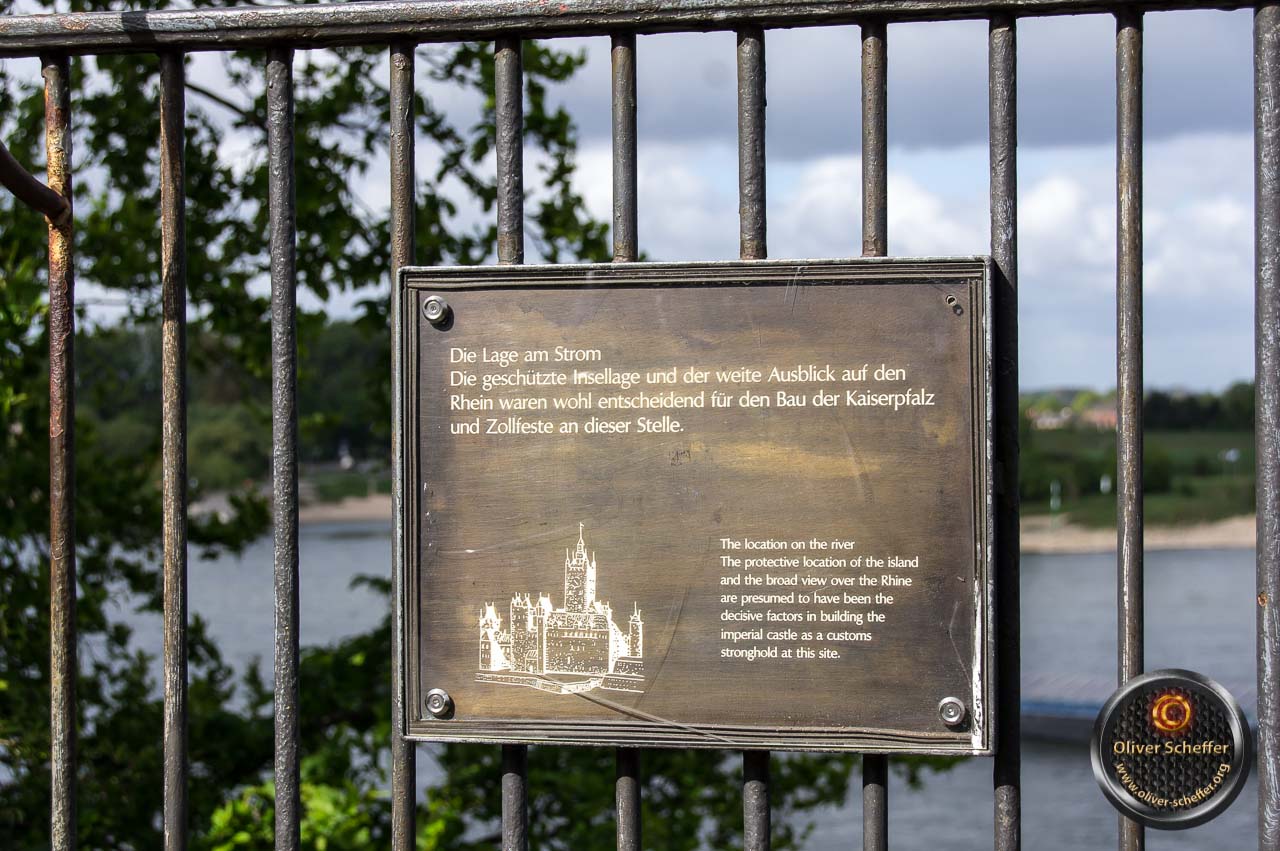 Die Lage am Strom
Die geschützte Insellage und der weite Ausblick auf den
Rhein waren wohl entscheidend für den Bau der Kaiserpfalz
und Zollfeste an dieser Stelle.
The location on the river
The protective location of the island
and the broad view over the Rhine
are presumed to have been the
decisive factors in building the
imperial castle as a customs
stronghold at this site.
©
Oliver Scheffer
www.oliver-scheffer.org